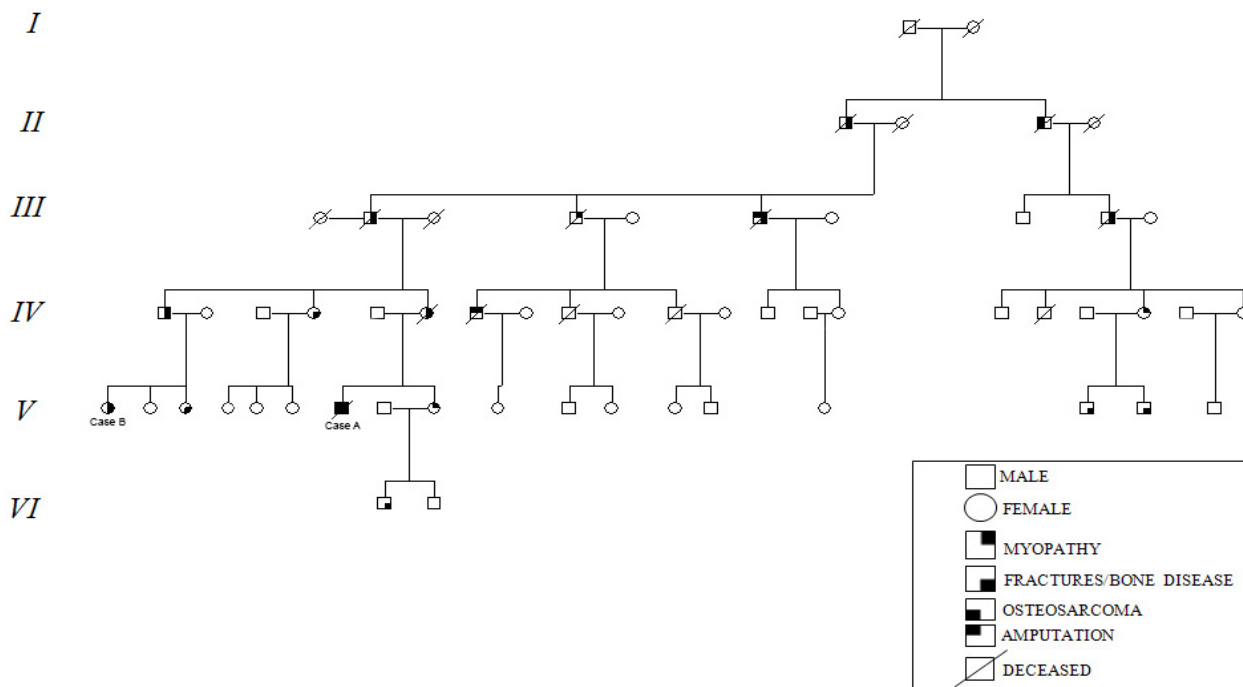 I
II
III
IV
V
Case B
Case A
VI
MALE
FEMALE
MYOPATHY
FRACTURES/BONE DISEASE
OSTEOSARCOMA
AMPUTATION
DECEASED